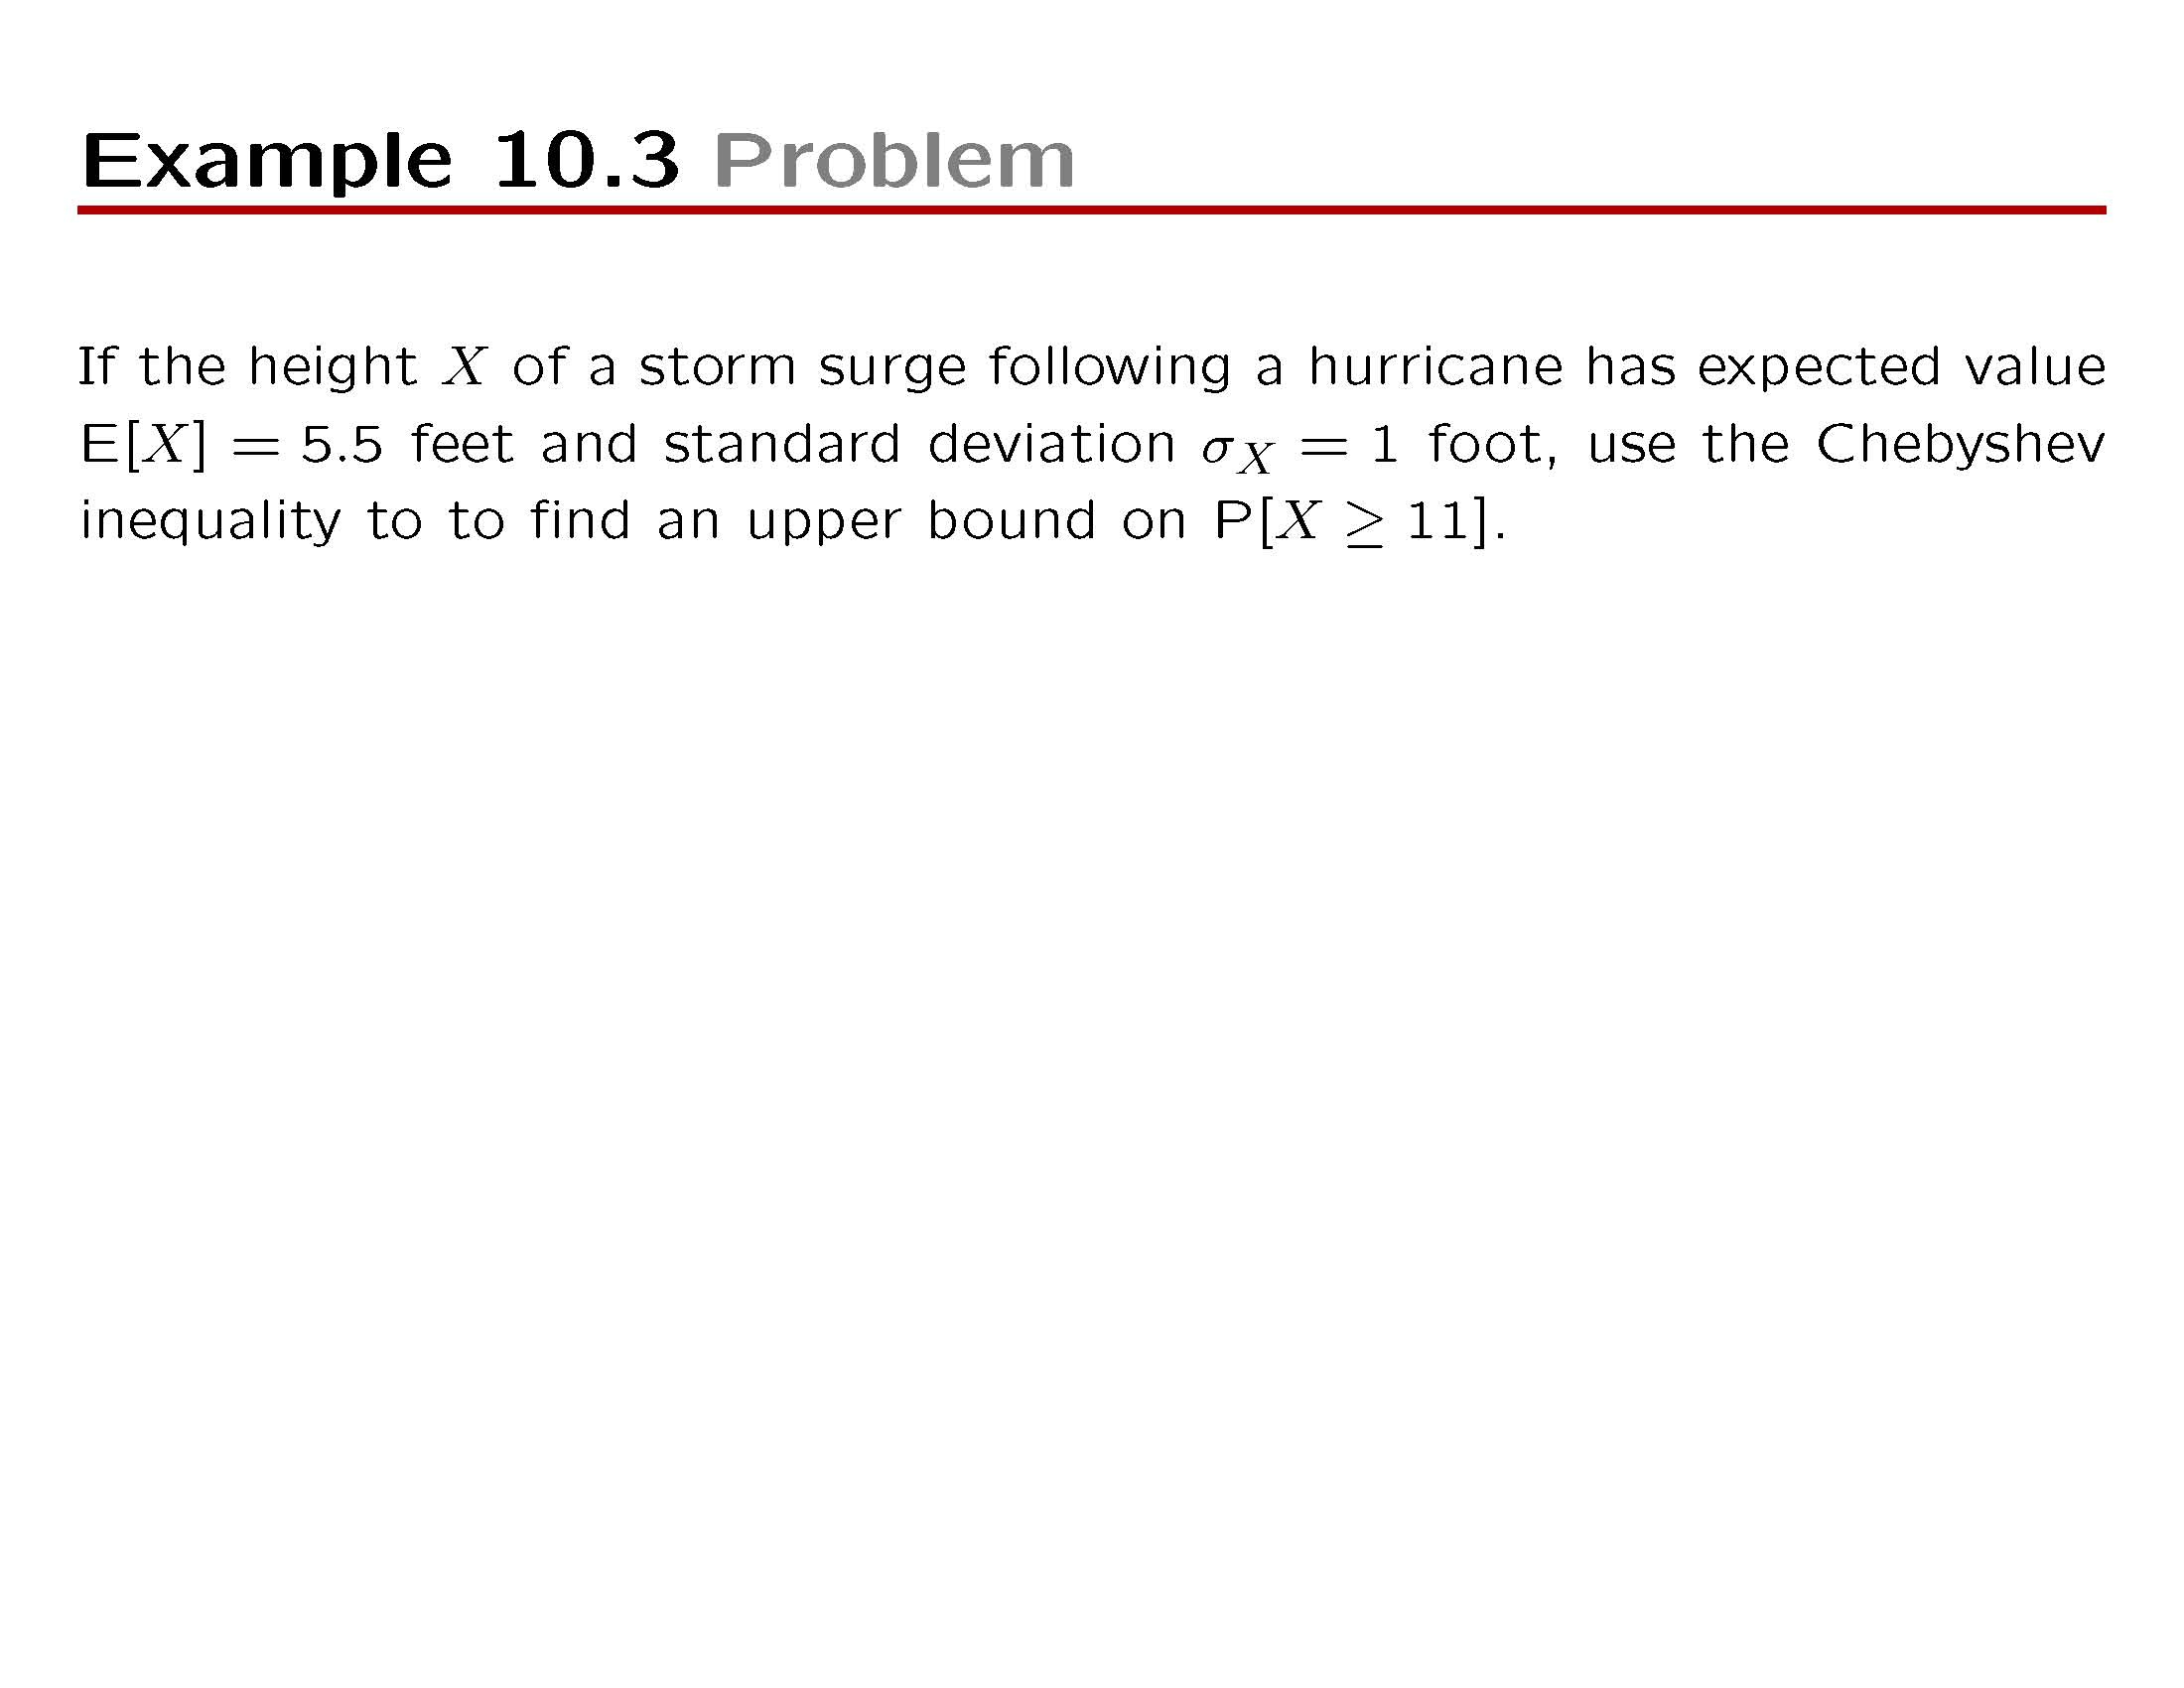 Example 10.3 Problem
If the height X of a storm surge following a hurricane has expected value
E[X] = 5.5 feet and standard deviation σ_X = 1 foot, use the Chebyshev
inequality to to find an upper bound on P[X ≥ 11].